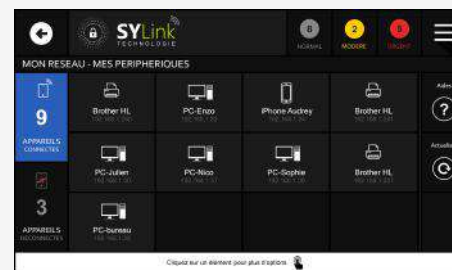 SYLink
TECHNOLOGIE
8
NORMAL
2
MODERE
5
URGENT
MON RESEAU - MES PERIPHERIQUES
9
APPAREILS
CONNECTES
Brother HL
PC-Enzo
iPhone Audrey
Brother HL
Aides
PC-Julien
PC-Nico
PC-Sophie
Brother HL
3
APPAREILS
DECONNECTES
PC-bureau
Cliquez sur un élément pour plus d'options